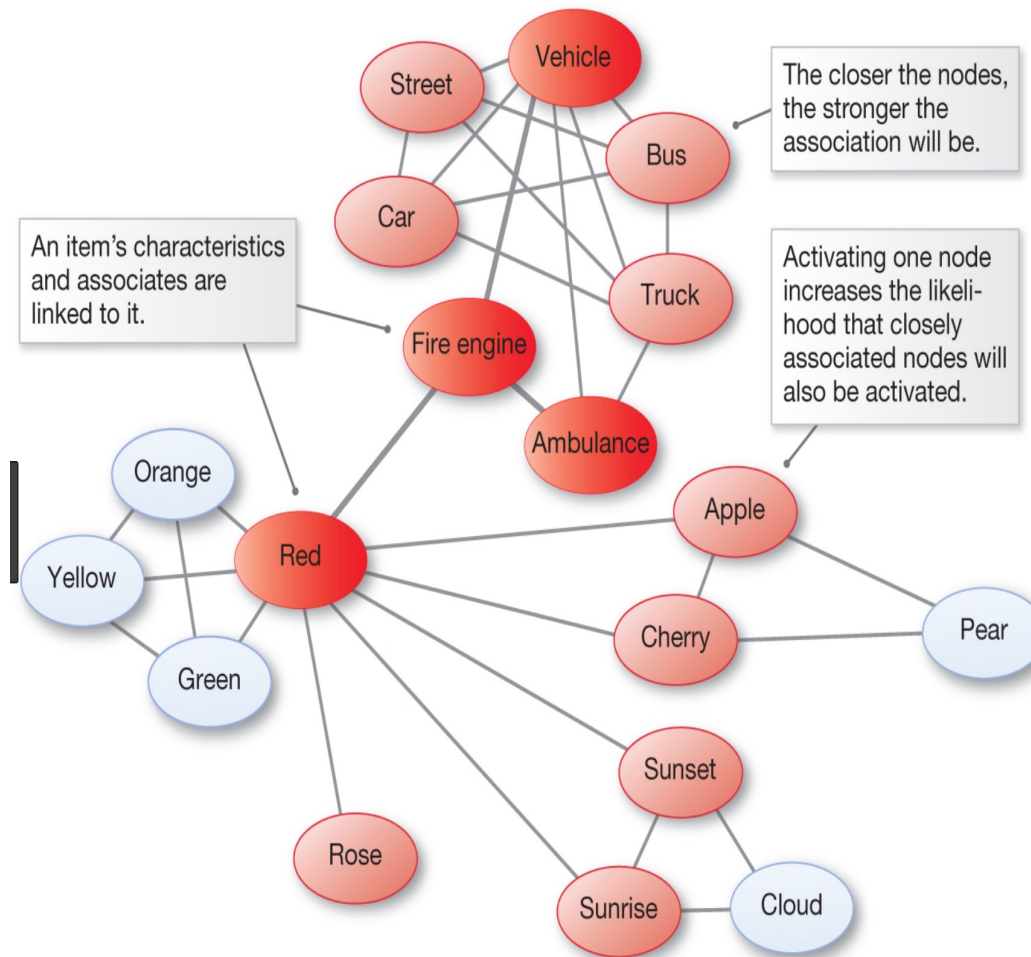 Vehicle
Street
The closer the nodes,
the stronger the
association will be.
Bus
Car
An item's characteristics
and associates are
linked to it.
Activating one node
increases the likeli-
hood that closely
associated nodes will
also be activated.
Truck
Fire engine
Ambulance
Orange
Apple
Red
Yellow
Cherry
Pear
Green
Sunset
Rose
Sunrise
Cloud